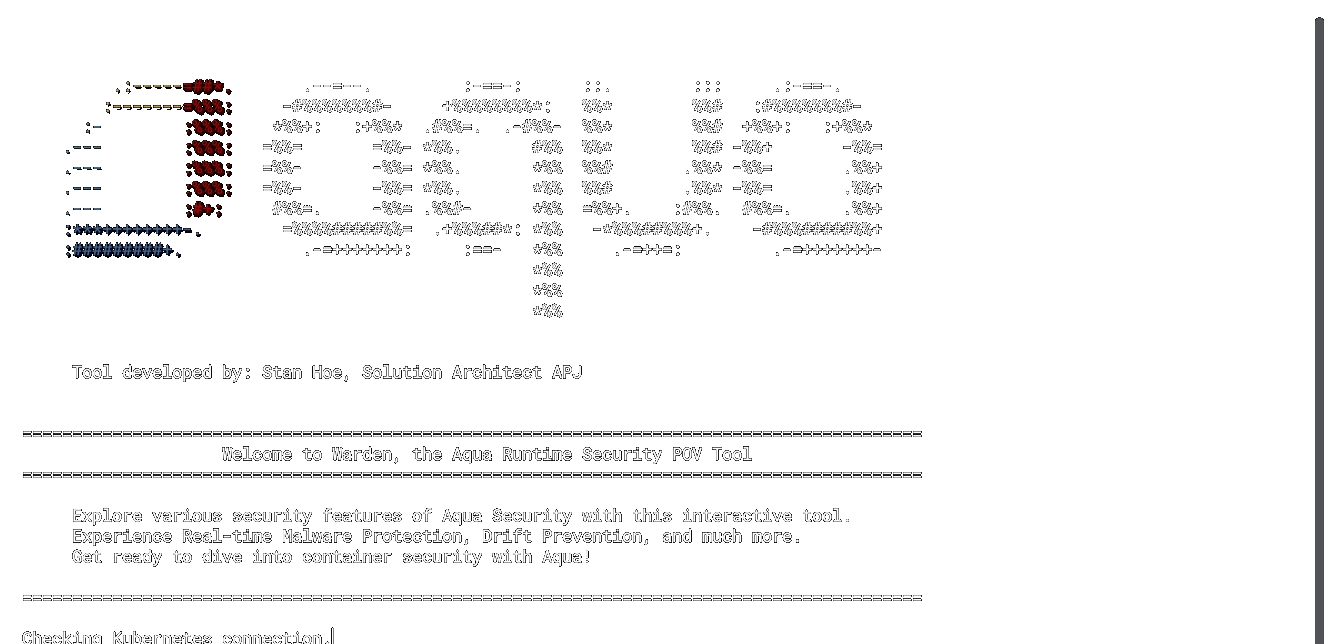 aqua
Tool developed by: Stan Hoe, Solution Architect APJ
Welcome to Warden, the Aqua Runtime Security POV Tool
Explore various security features of Aqua Security with this interactive tool.
Experience Real-time Malware Protection, Drift Prevention, and much more.
Get ready to dive into container security with Aqua!
Checking Kubernetes connection.